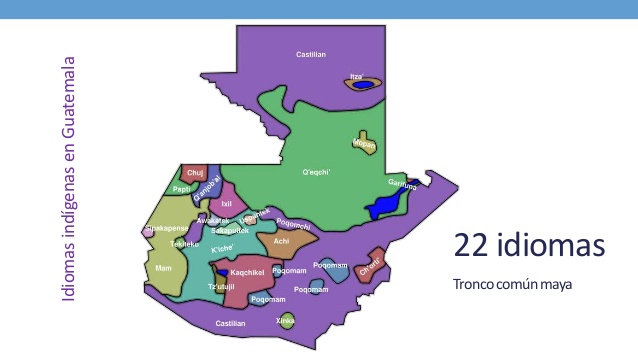 Idiomas indígenas en Guatemala
Castilian
Itza'
Mopan
Q'eqchi'
Garifuna
Chuj
Q'anjob'al
Popti
Ixil
Awakatek
Uspantek
Poqomchi
Sipakapense
Sakapultek
Tektiteko
K'iche'
Achi
Mam
Kaqchikel
Poqomam
Poqomam
Ch'orti'
Tz'utujil
Poqomam
Poqomam
Castilian
Xinka
22 idiomas
Tronco común maya